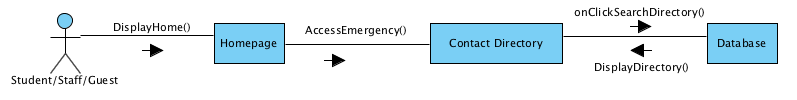 DisplayHome()
AccessEmergency()
onClickSearchDirectory()
Homepage
Contact Directory
Database
DisplayDirectory()
Student/Staff/Guest